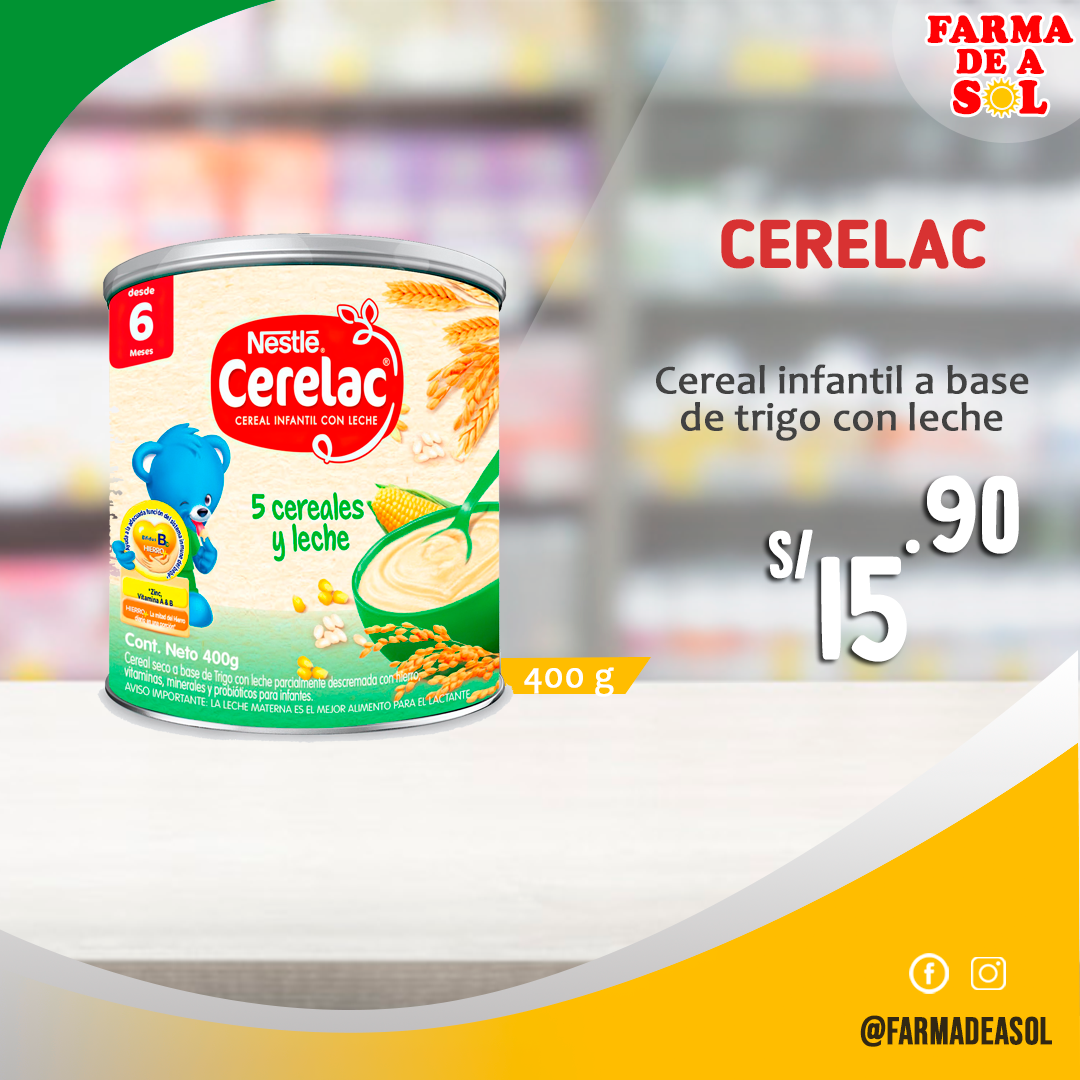 FARMA
DE A
SOL
CERELAC
Cereal infantil a base
de trigo con leche
S/15.90
400 g
desde
6
Meses
Nestlé®
Cerelac®
CEREAL INFANTIL CON LECHE
5 cereales
y leche
HIERRO
*Zinc,
Vitamina A & B
Cont. Neto 400g
Cereal seco a base de Trigo con leche parcialmente descremada con hierro,
vitaminas, minerales y probióticos para infantes.
AVISO IMPORTANTE: LA LECHE MATERNA ES EL MEJOR ALIMENTO PARA EL LACTANTE
@FARMADEASOL